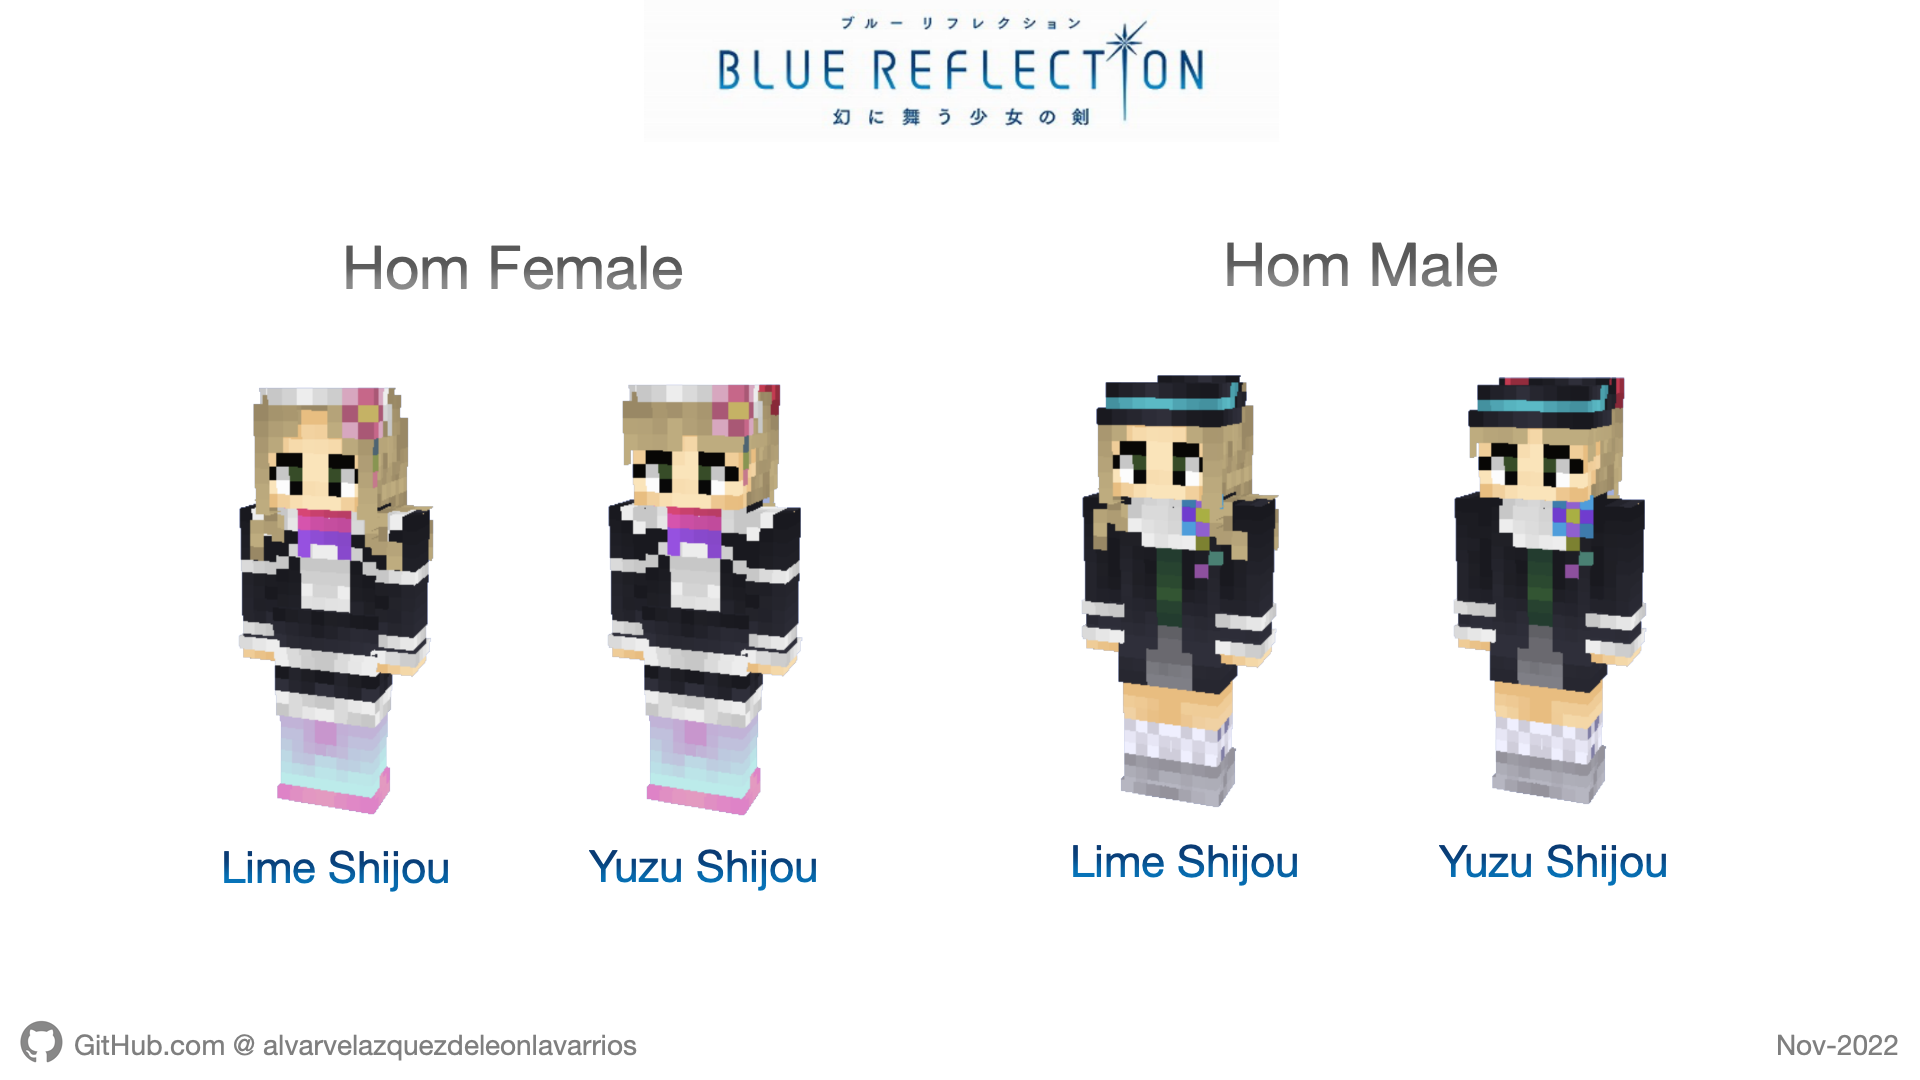 ブルー リフレクション
BLUE REFLECTION
幻に舞う少女の剣
Hom Female
Hom Male
Lime Shijou
Yuzu Shijou
Lime Shijou
Yuzu Shijou
GitHub.com @ alvarvelazquezdeleonlavarrios
Nov-2022